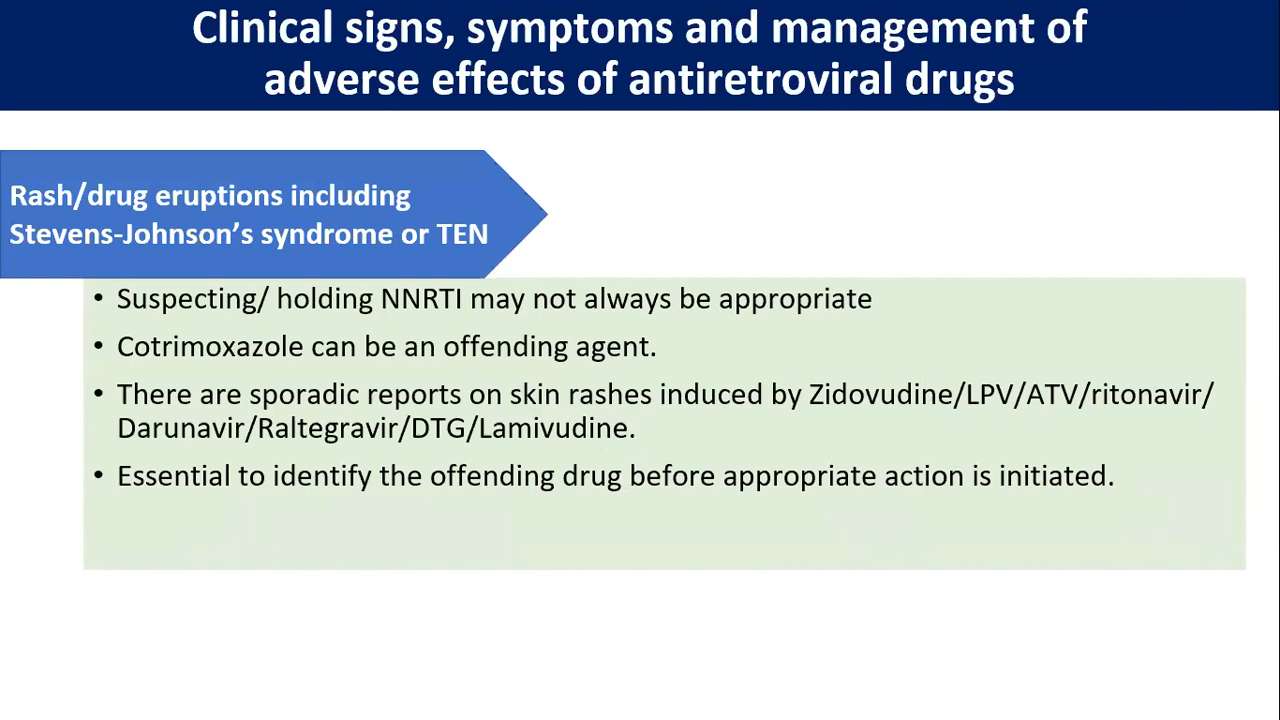 Clinical signs, symptoms and management of
adverse effects of antiretroviral drugs
Rash/drug eruptions including
Stevens-Johnson’s syndrome or TEN
• Suspecting/ holding NNRTI may not always be appropriate
• Cotrimoxazole can be an offending agent.
• There are sporadic reports on skin rashes induced by Zidovudine/LPV/ATV/ritonavir/
Darunavir/Raltegravir/DTG/Lamivudine.
• Essential to identify the offending drug before appropriate action is initiated.